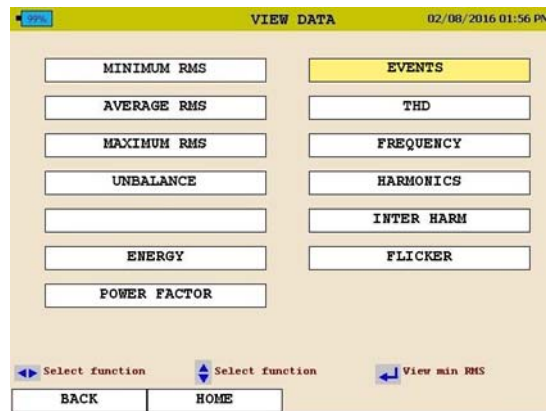 99% VIEW DATA 02/08/2016 01:56 PM
MINIMUM RMS EVENTS
AVERAGE RMS THD
MAXIMUM RMS FREQUENCY
UNBALANCE HARMONICS
INTER HARM
ENERGY FLICKER
POWER FACTOR
Select function Select function View min RMS
BACK HOME